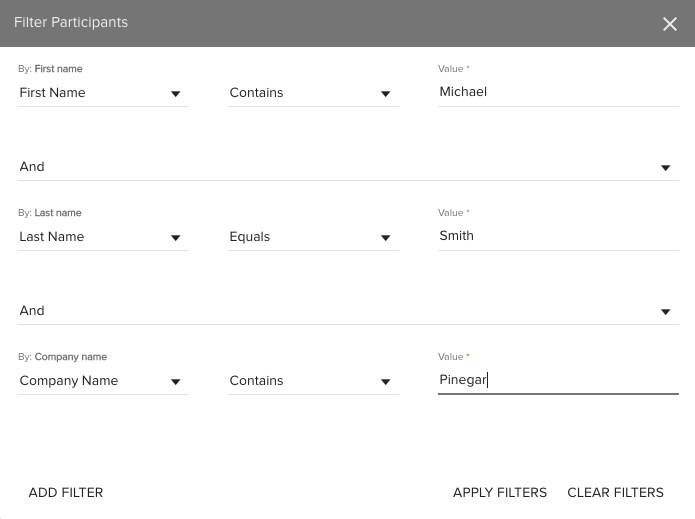 Filter Participants
By: First name
Value *
First Name
Contains
Michael
And
By: Last name
Value *
Last Name
Equals
Smith
And
By: Company name
Value *
Company Name
Contains
Pinegar
ADD FILTER
APPLY FILTERS
CLEAR FILTERS